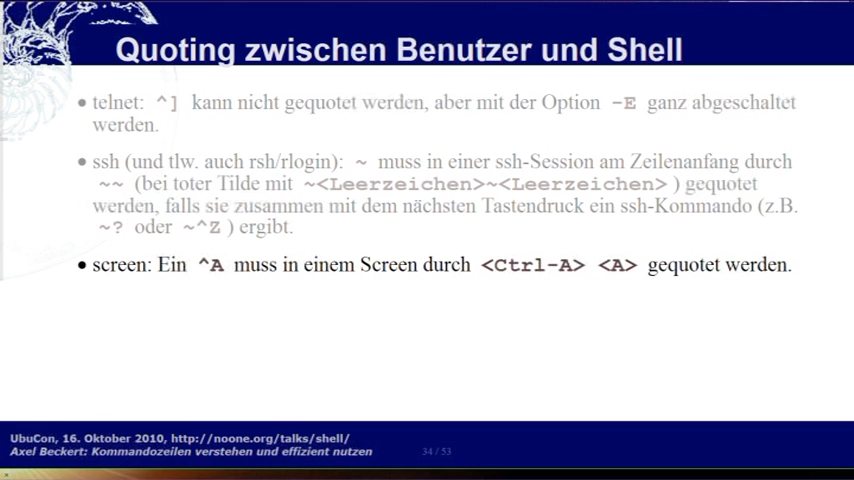 Quoting zwischen Benutzer und Shell
• telnet: ^] kann nicht gequotet werden, aber mit der Option -E ganz abgeschaltet
werden.
• ssh (und tlw. auch rsh/rlogin): ~ muss in einer ssh-Session am Zeilenanfang durch
~~ (bei toter Tilde mit ~<Leerzeichen>~<Leerzeichen> ) gequotet
werden, falls sie zusammen mit dem nächsten Tastendruck ein ssh-Kommando (z.B.
~? oder ~^Z ) ergibt.
• screen: Ein ^A muss in einem Screen durch <Ctrl-A> <A> gequotet werden.
UbuCon, 16. Oktober 2010, http://noone.org/talks/shell/
Axel Beckert: Kommandozeilen verstehen und effizient nutzen
34 / 53